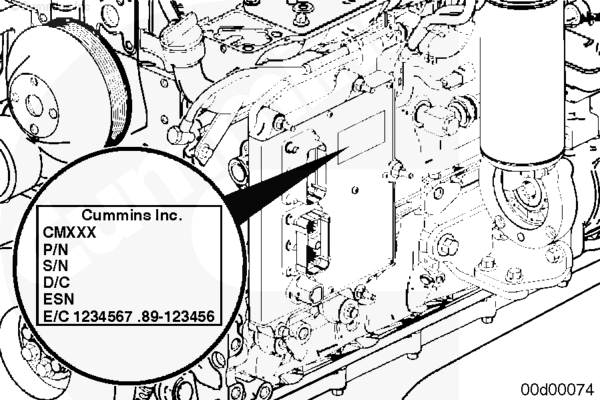 Cummins Inc.
CMXXX
P/N
S/N
D/C
ESN
E/C 1234567 .89-123456
00d00074